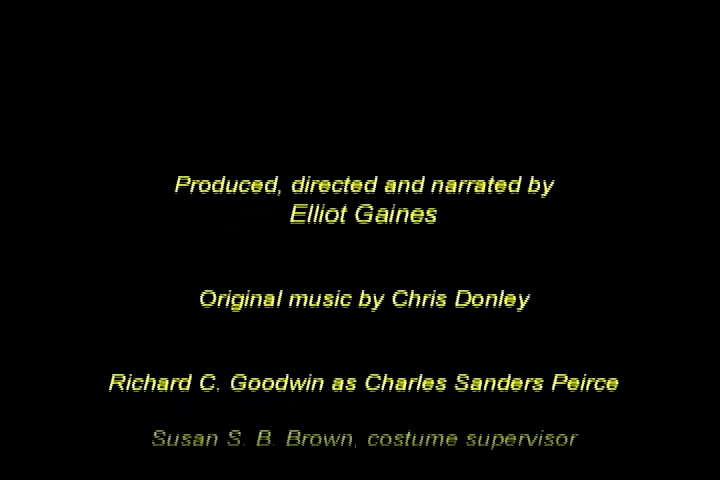 Produced, directed and narrated by
Elliot Gaines
Original music by Chris Donley
Richard C. Goodwin as Charles Sanders Peirce
Susan S. B. Brown, costume supervisor